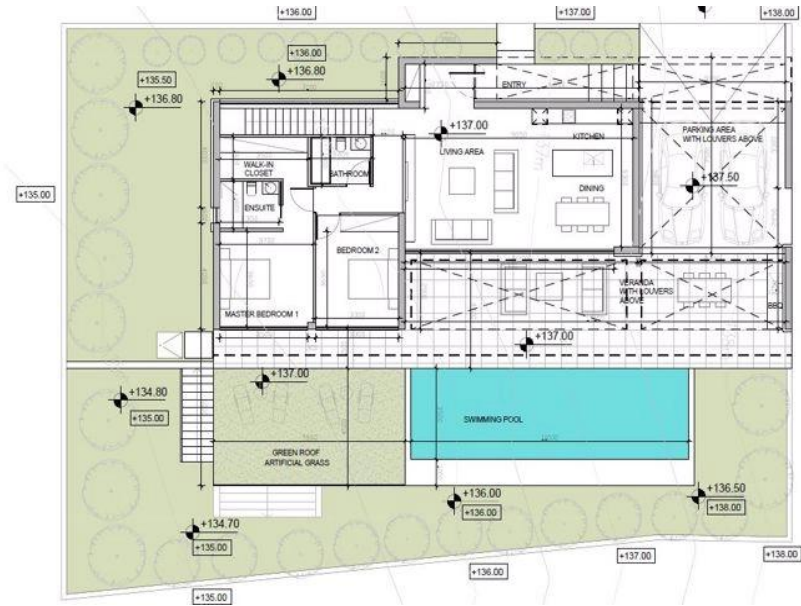 +136.00
+137.00
+138.00
+136.00
+136.80
+135.50
+136.80
ENTRY
+137.00
KITCHEN
PARKING AREA
WITH LOUVERS ABOVE
LIVING AREA
WALK-IN
CLOSET
BATHROOM
+137.50
+135.00
DINING
ENSUITE
BEDROOM 2
VERANDA
WITH LOUVERS
ABOVE
BBQ
MASTER BEDROOM 1
+137.00
+137.00
+134.80
+135.00
SWIMMING POOL
GREEN ROOF
ARTIFICIAL GRASS
+136.00
+136.00
+136.50
+138.00
+134.70
+135.00
+137.00
+138.00
+136.00
+135.00